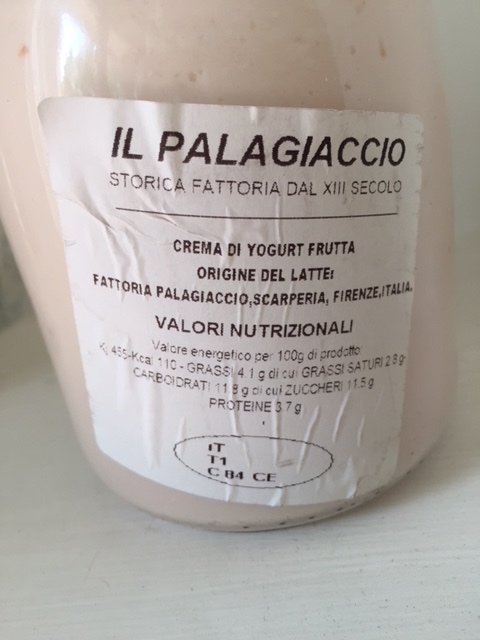 IL PALAGIACCIO
STORICA FATTORIA DAL XIII SECOLO
CREMA DI YOGURT FRUTTA
ORIGINE DEL LATTE:
FATTORIA PALAGIACCIO,SCARPERIA, FIRENZE,ITALIA.
VALORI NUTRIZIONALI
Valore energetico per 100g di prodotto
Kj 465-Kcal 110 - GRASSI 4.1 g di cui GRASSI SATURI 2.8 g-
CARBOIDRATI 11.8 g di cui ZUCCHERI 11,5 g
PROTEINE 3.7 g
IT
T1
C 84 CE